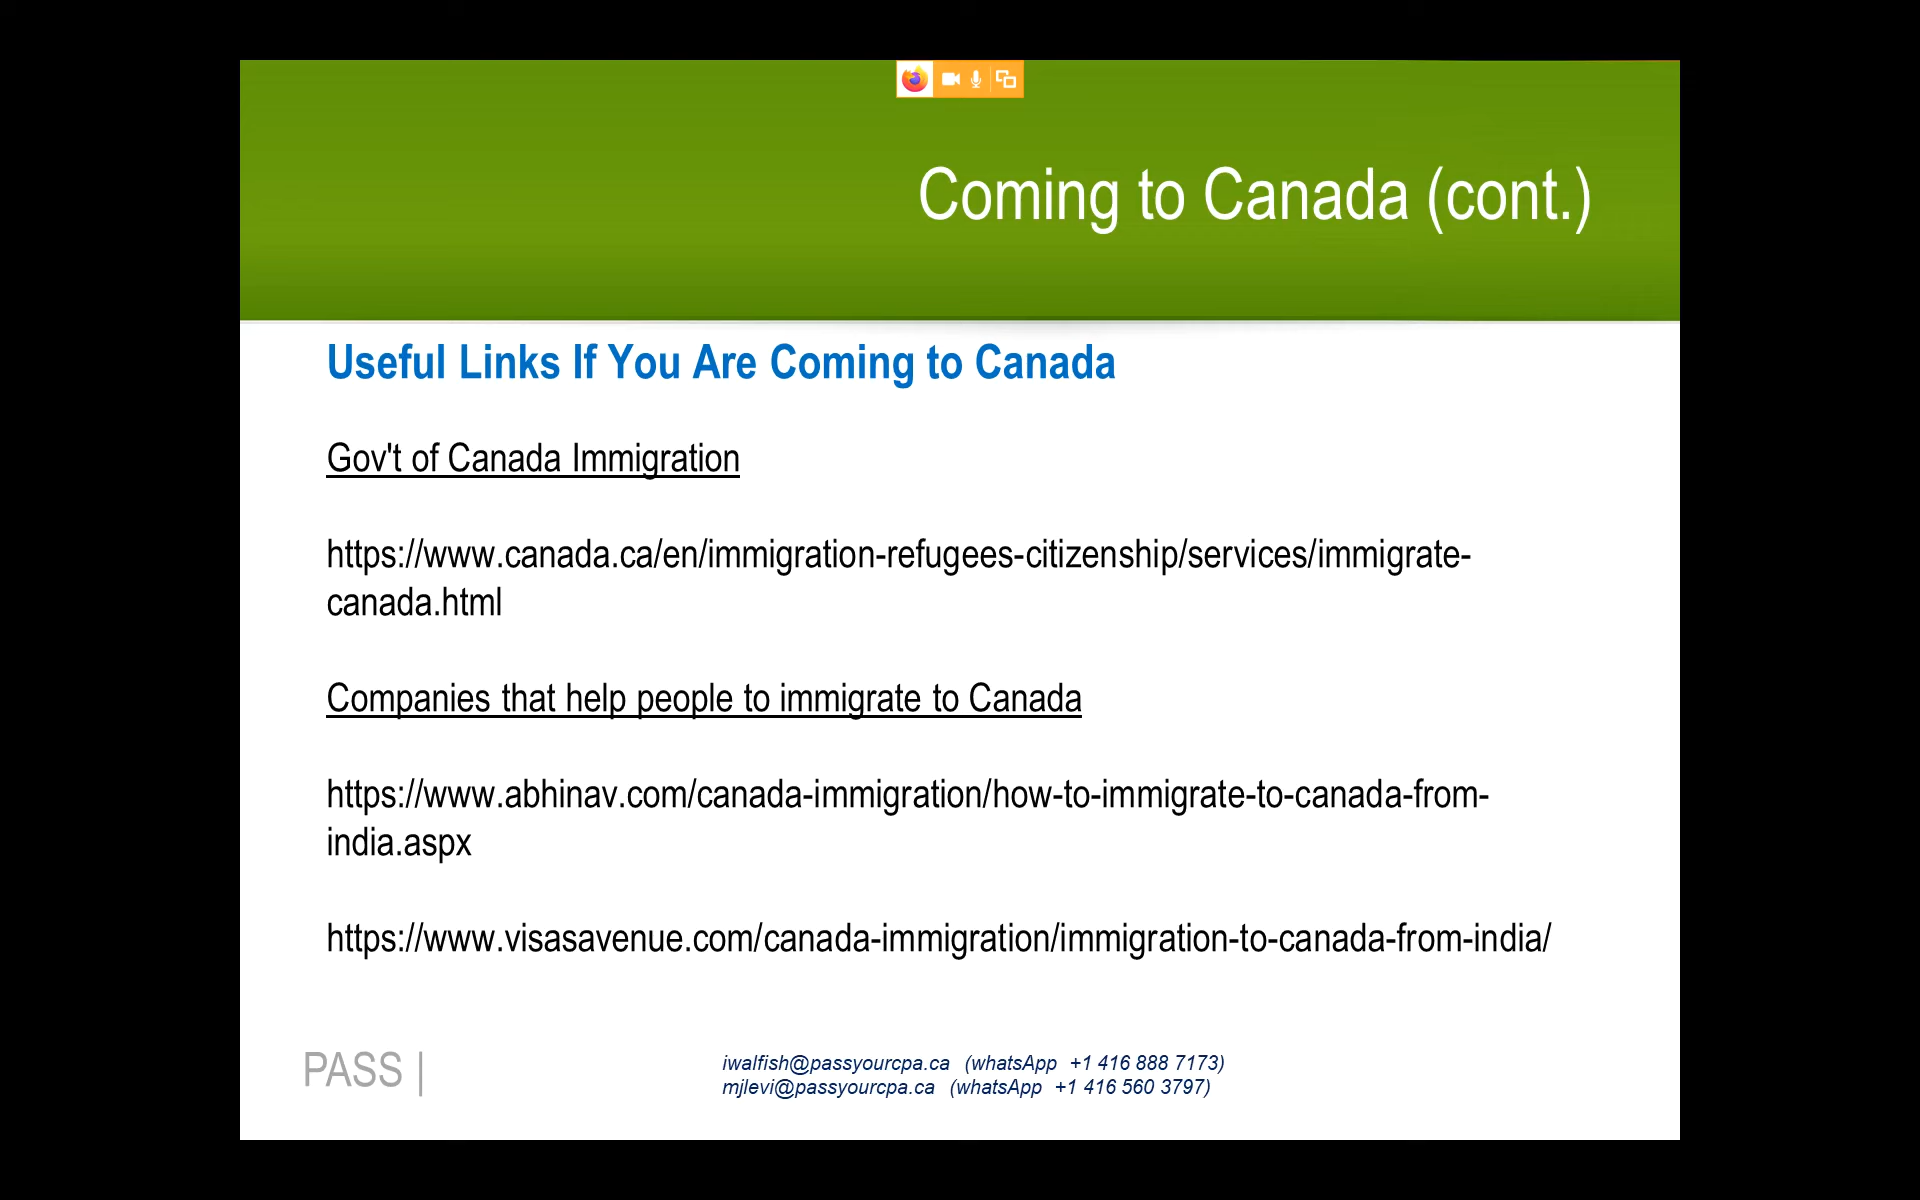 Coming to Canada (cont.)
Useful Links If You Are Coming to Canada
Gov't of Canada Immigration
https://www.canada.ca/en/immigration-refugees-citizenship/services/immigrate-
canada.html
Companies that help people to immigrate to Canada
https://www.abhinav.com/canada-immigration/how-to-immigrate-to-canada-from-
india.aspx
https://www.visasavenue.com/canada-immigration/immigration-to-canada-from-india/
PASS |
iwalfish@passyourcpa.ca (whatsApp +1 416 888 7173)
mjlevi@passyourcpa.ca (whatsApp +1 416 560 3797)